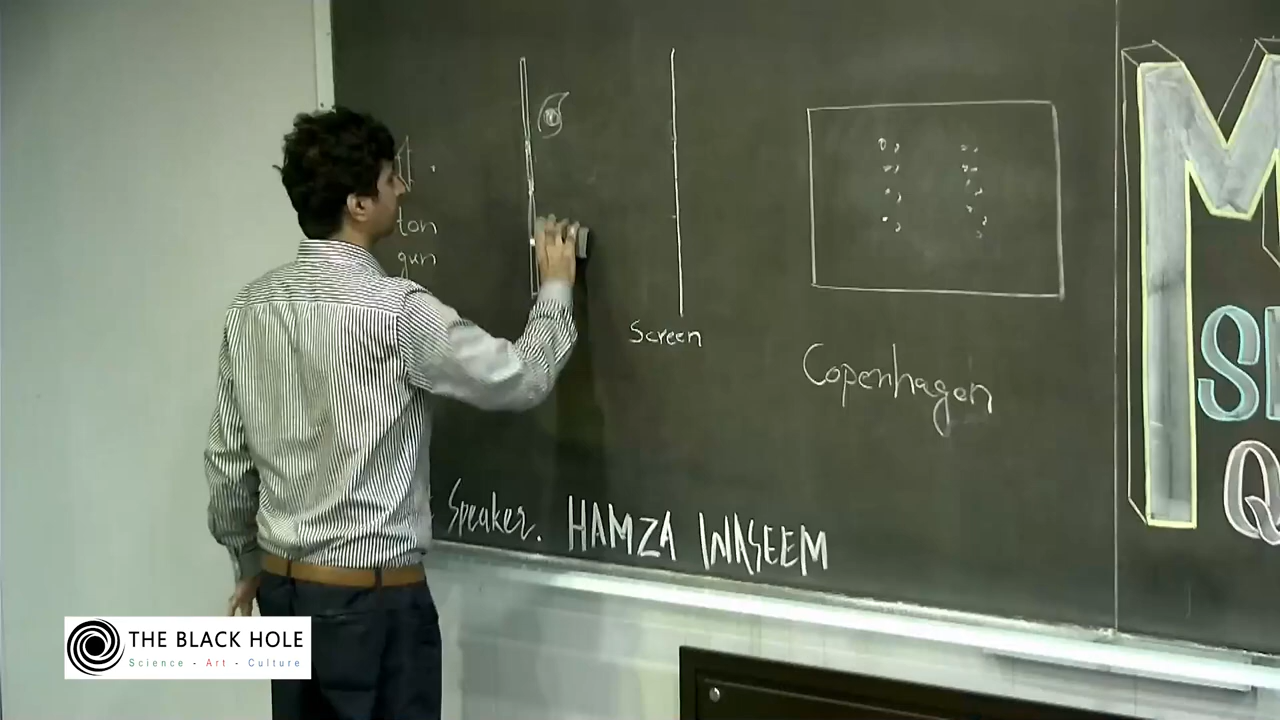 ton
gun
Screen
Copenhagen
Speaker. HAMZA WASEEM
M
Q
THE BLACK HOLE
Science - Art - Culture